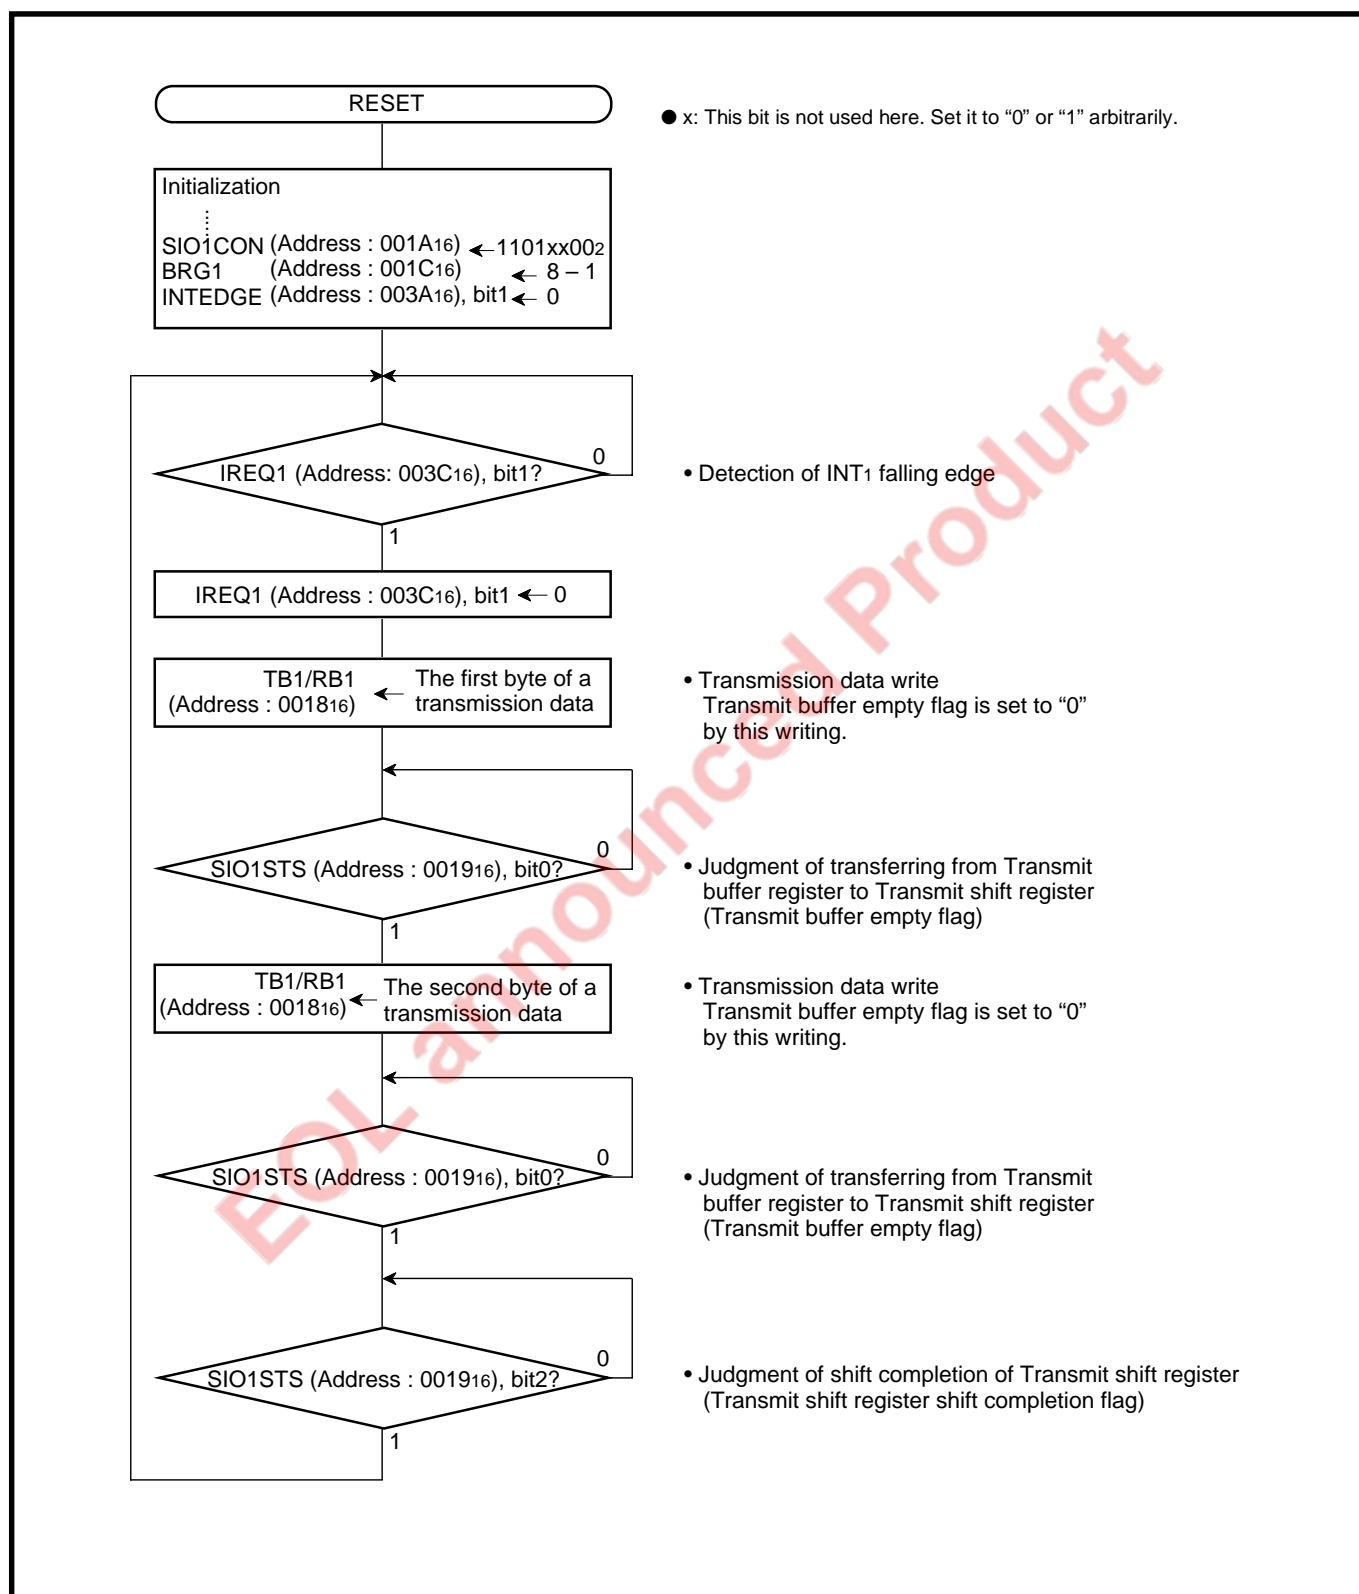 RESET
● x: This bit is not used here. Set it to “0” or “1” arbitrarily.
Initialization
SIO1CON (Address : 001A16) ←1101xx002
BRG1 (Address : 001C16) ← 8 – 1
INTEDGE (Address : 003A16), bit1 ← 0
IREQ1 (Address: 003C16), bit1?
0
• Detection of INT1 falling edge
1
IREQ1 (Address : 003C16), bit1 ← 0
TB1/RB1
(Address : 001816)
← The first byte of a
transmission data
• Transmission data write
Transmit buffer empty flag is set to “0”
by this writing.
SIO1STS (Address : 001916), bit0?
0
• Judgment of transferring from Transmit
buffer register to Transmit shift register
(Transmit buffer empty flag)
1
TB1/RB1
(Address : 001816)
← The second byte of a
transmission data
• Transmission data write
Transmit buffer empty flag is set to “0”
by this writing.
SIO1STS (Address : 001916), bit0?
0
• Judgment of transferring from Transmit
buffer register to Transmit shift register
(Transmit buffer empty flag)
1
SIO1STS (Address : 001916), bit2?
0
• Judgment of shift completion of Transmit shift register
(Transmit shift register shift completion flag)
1
EOL announced Product